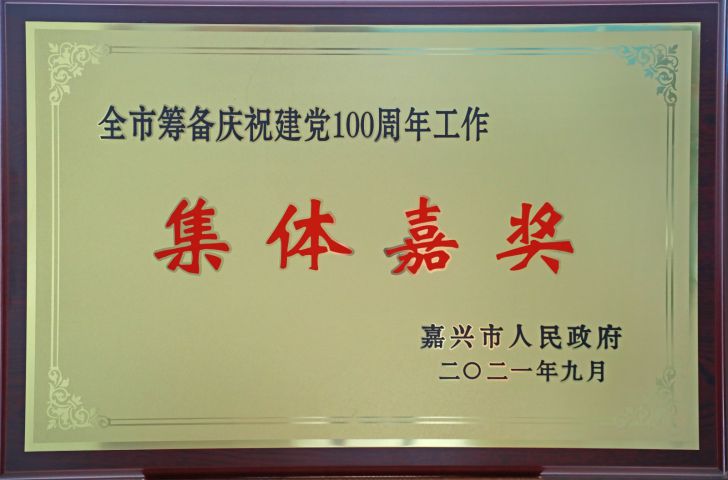 全市筹备庆祝建党100周年工作
集体嘉奖
嘉兴市人民政府
二〇二一年九月